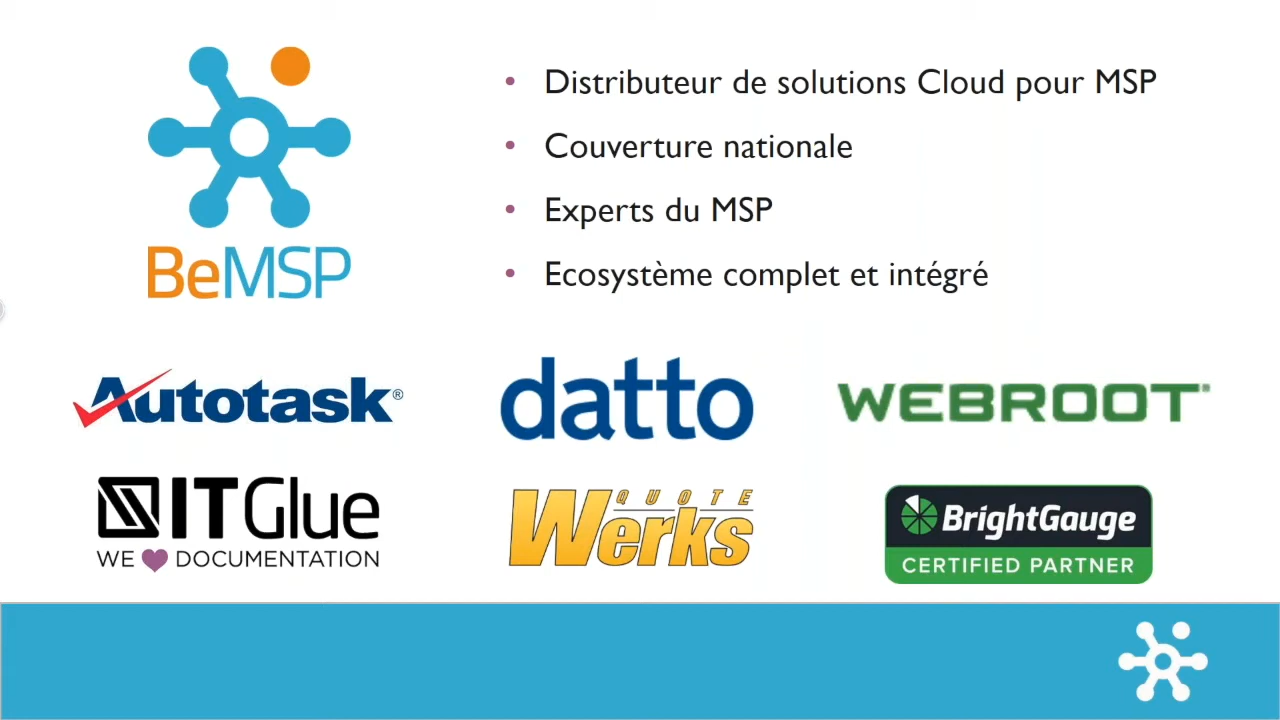 BeMSP
• Distributeur de solutions Cloud pour MSP
• Couverture nationale
• Experts du MSP
• Ecosystème complet et intégré
Autotask®
datto
WEBROOT®
ITGlue
WE ♥ DOCUMENTATION
QUOTE
Werks
BrightGauge
CERTIFIED PARTNER